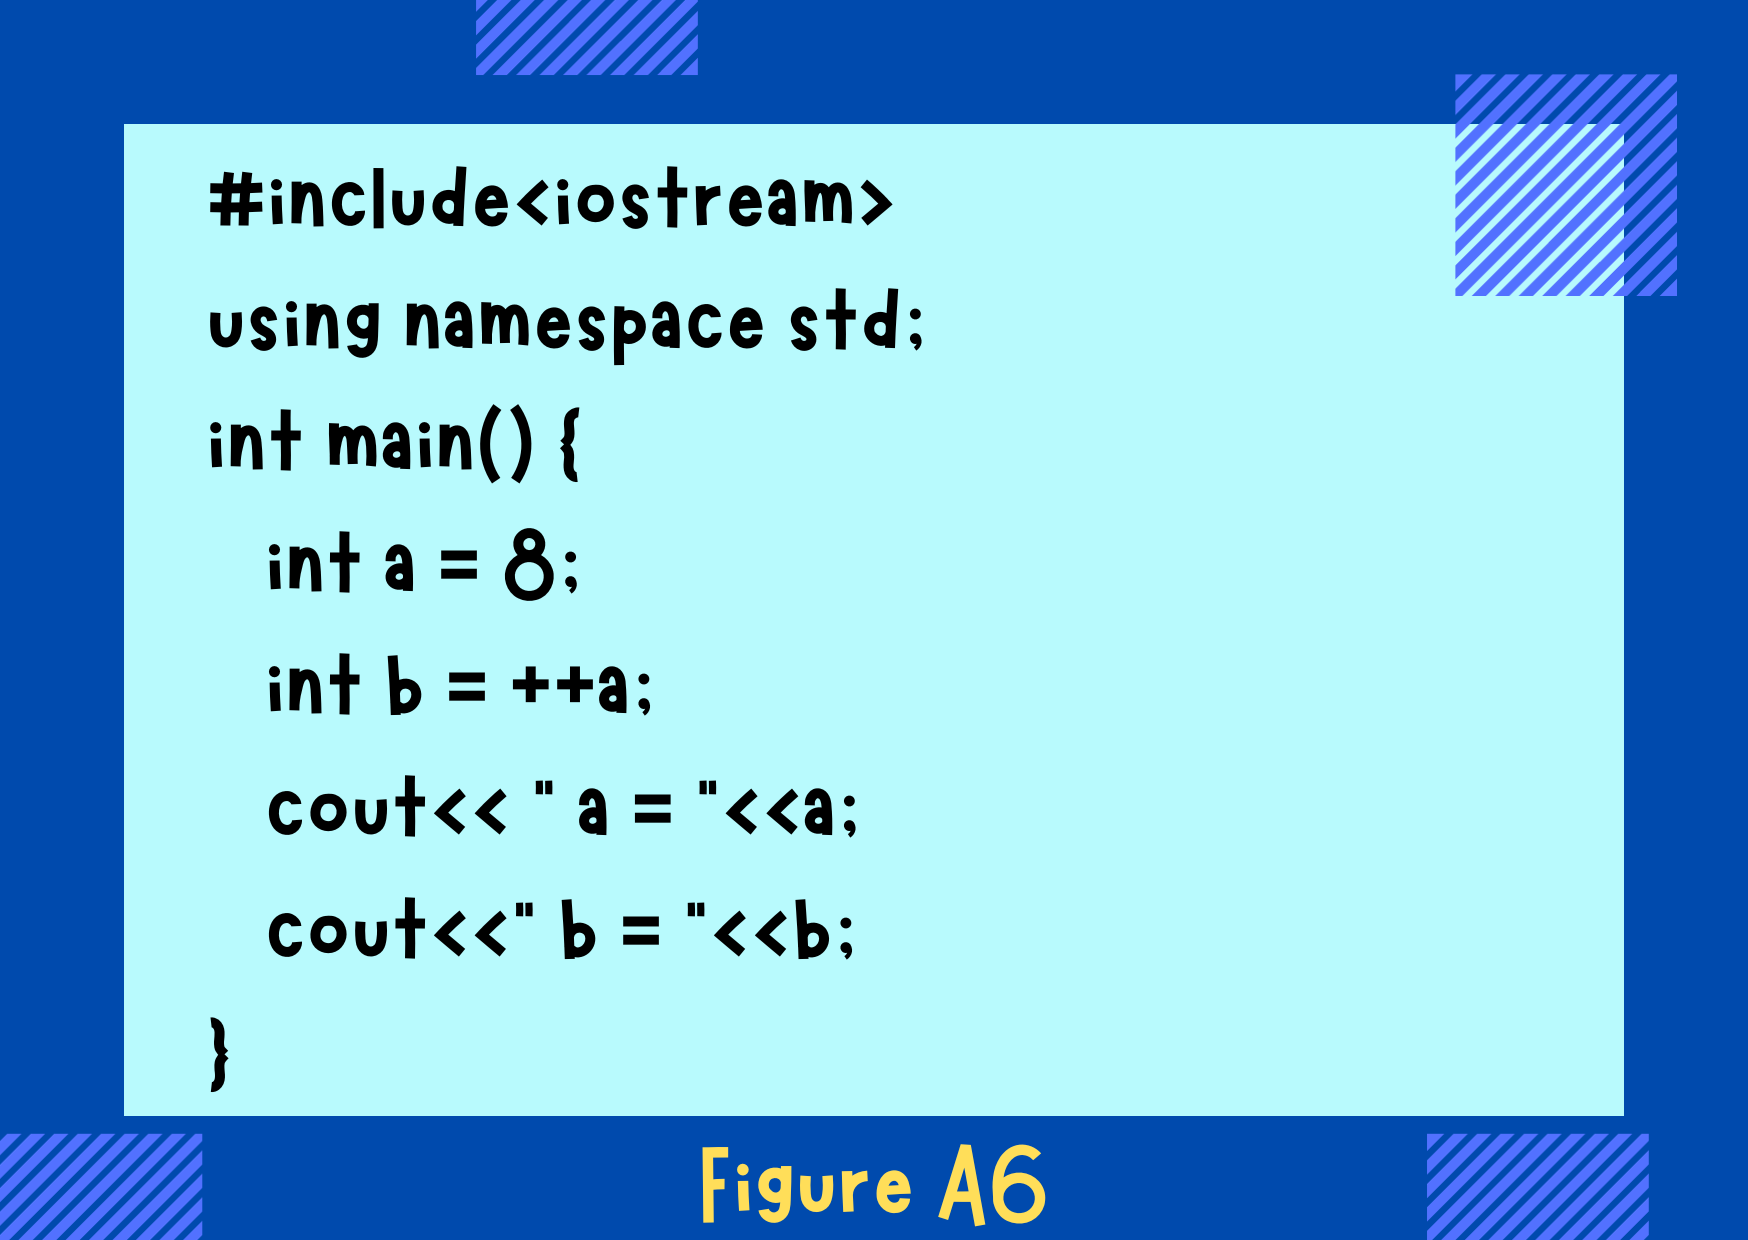 #include<iostream>
using namespace std;
int main() {
int a = 8;
int b = ++a;
cout<< " a = "<<a;
cout<<" b = "<<b;
}
Figure A6